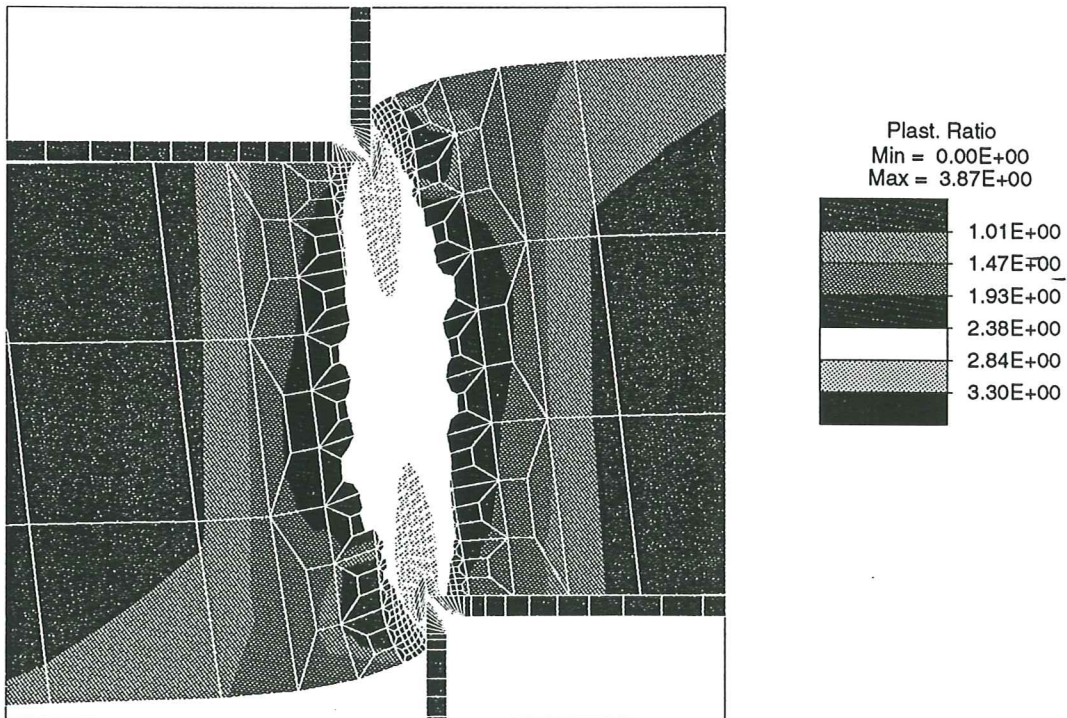 Plast. Ratio
Min = 0.00E+00
Max = 3.87E+00
1.01E+00
1.47E+00
1.93E+00
2.38E+00
2.84E+00
3.30E+00